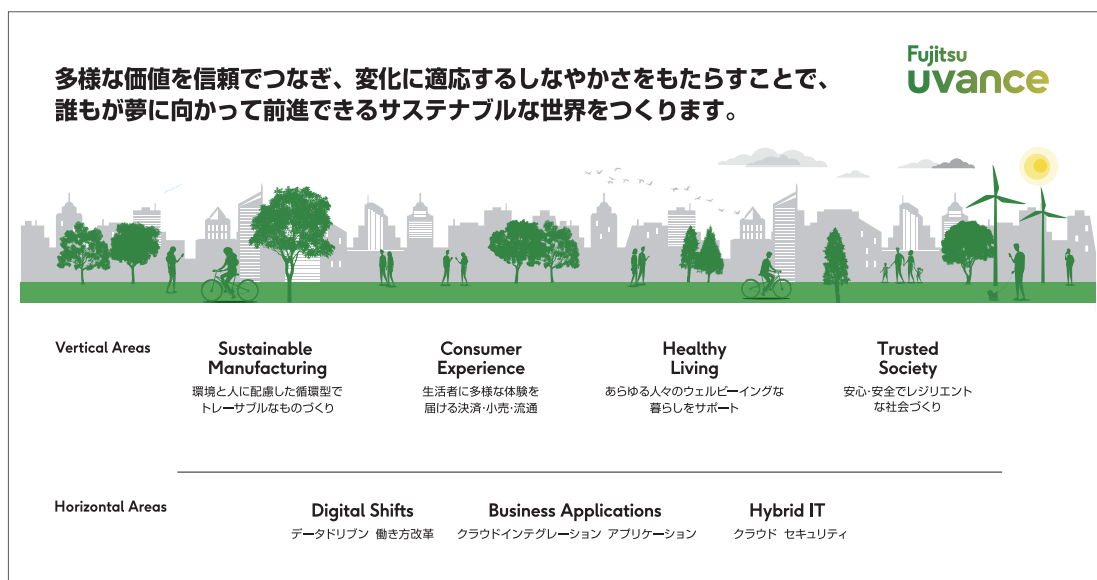 多様な価値を信頼でつなぎ、変化に適応するしなやかさをもたらすことで、
誰もが夢に向かって前進できるサステナブルな世界をつくります。
Fujitsu
uvance
Vertical Areas
Sustainable
Manufacturing
環境と人に配慮した循環型で
トレーサブルなものづくり
Consumer
Experience
生活者に多様な体験を
届ける決済・小売・流通
Healthy
Living
あらゆる人々のウェルビーイングな
暮らしをサポート
Trusted
Society
安心・安全でレジリエント
な社会づくり
Horizontal Areas
Digital Shifts
データドリブン 働き方改革
Business Applications
クラウドインテグレーション アプリケーション
Hybrid IT
クラウド セキュリティ